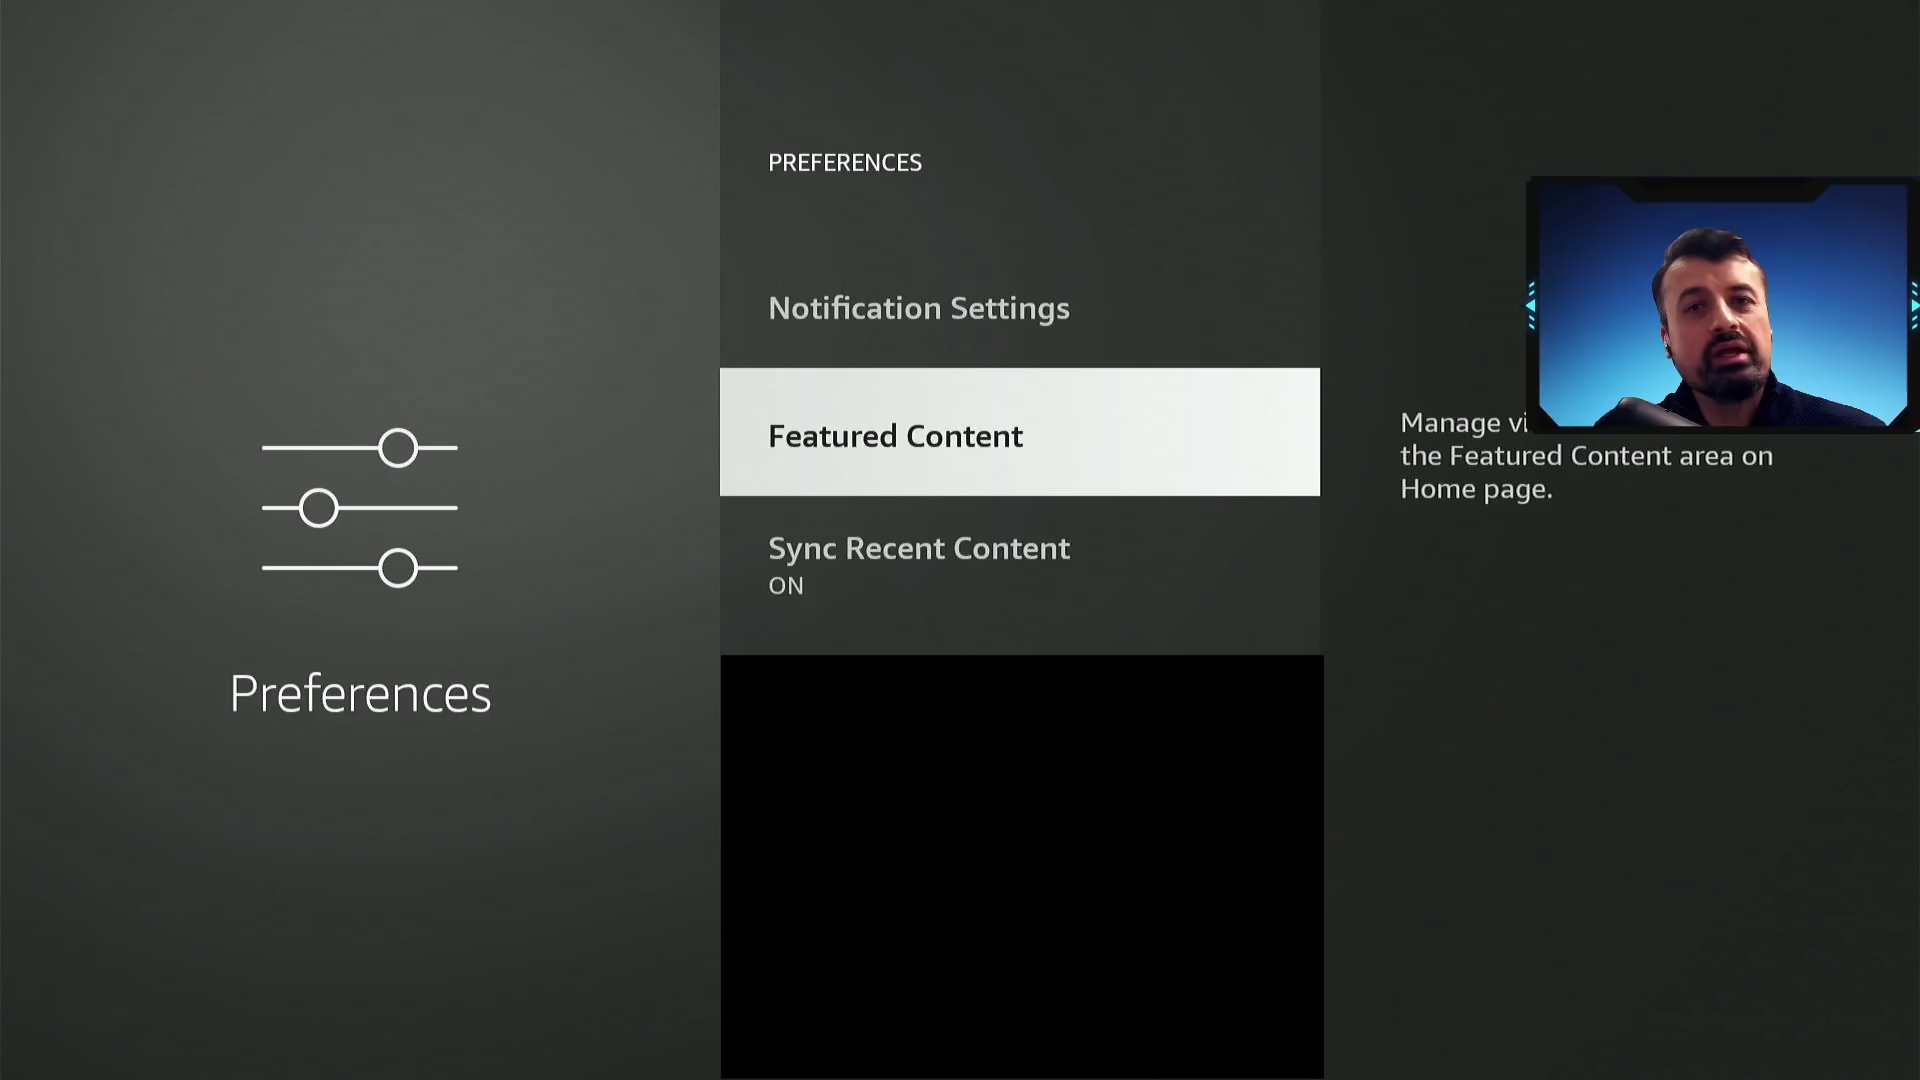 PREFERENCES
Notification Settings
Featured Content
Sync Recent Content
ON
Preferences
Manage
the Featured Content area on
Home page.